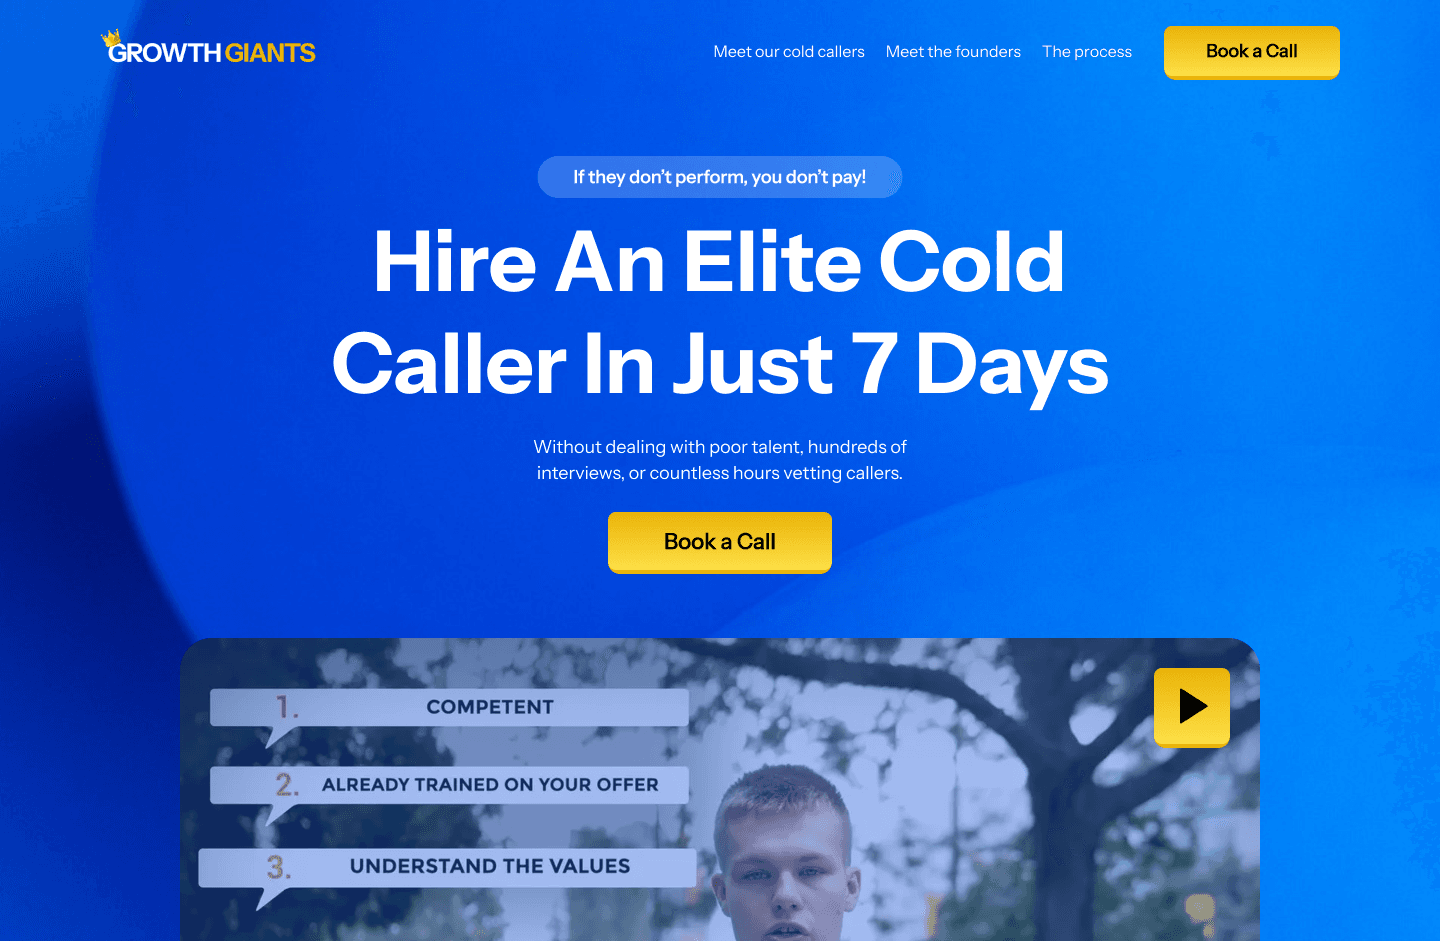 GROWTH GIANTS
Meet our cold callers
Meet the founders
The process
Book a Call
If they don't perform, you don't pay!
Hire An Elite Cold
Caller In Just 7 Days
Without dealing with poor talent, hundreds of
interviews, or countless hours vetting callers.
Book a Call
1. COMPETENT
2. ALREADY TRAINED ON YOUR OFFER
3. UNDERSTAND THE VALUES